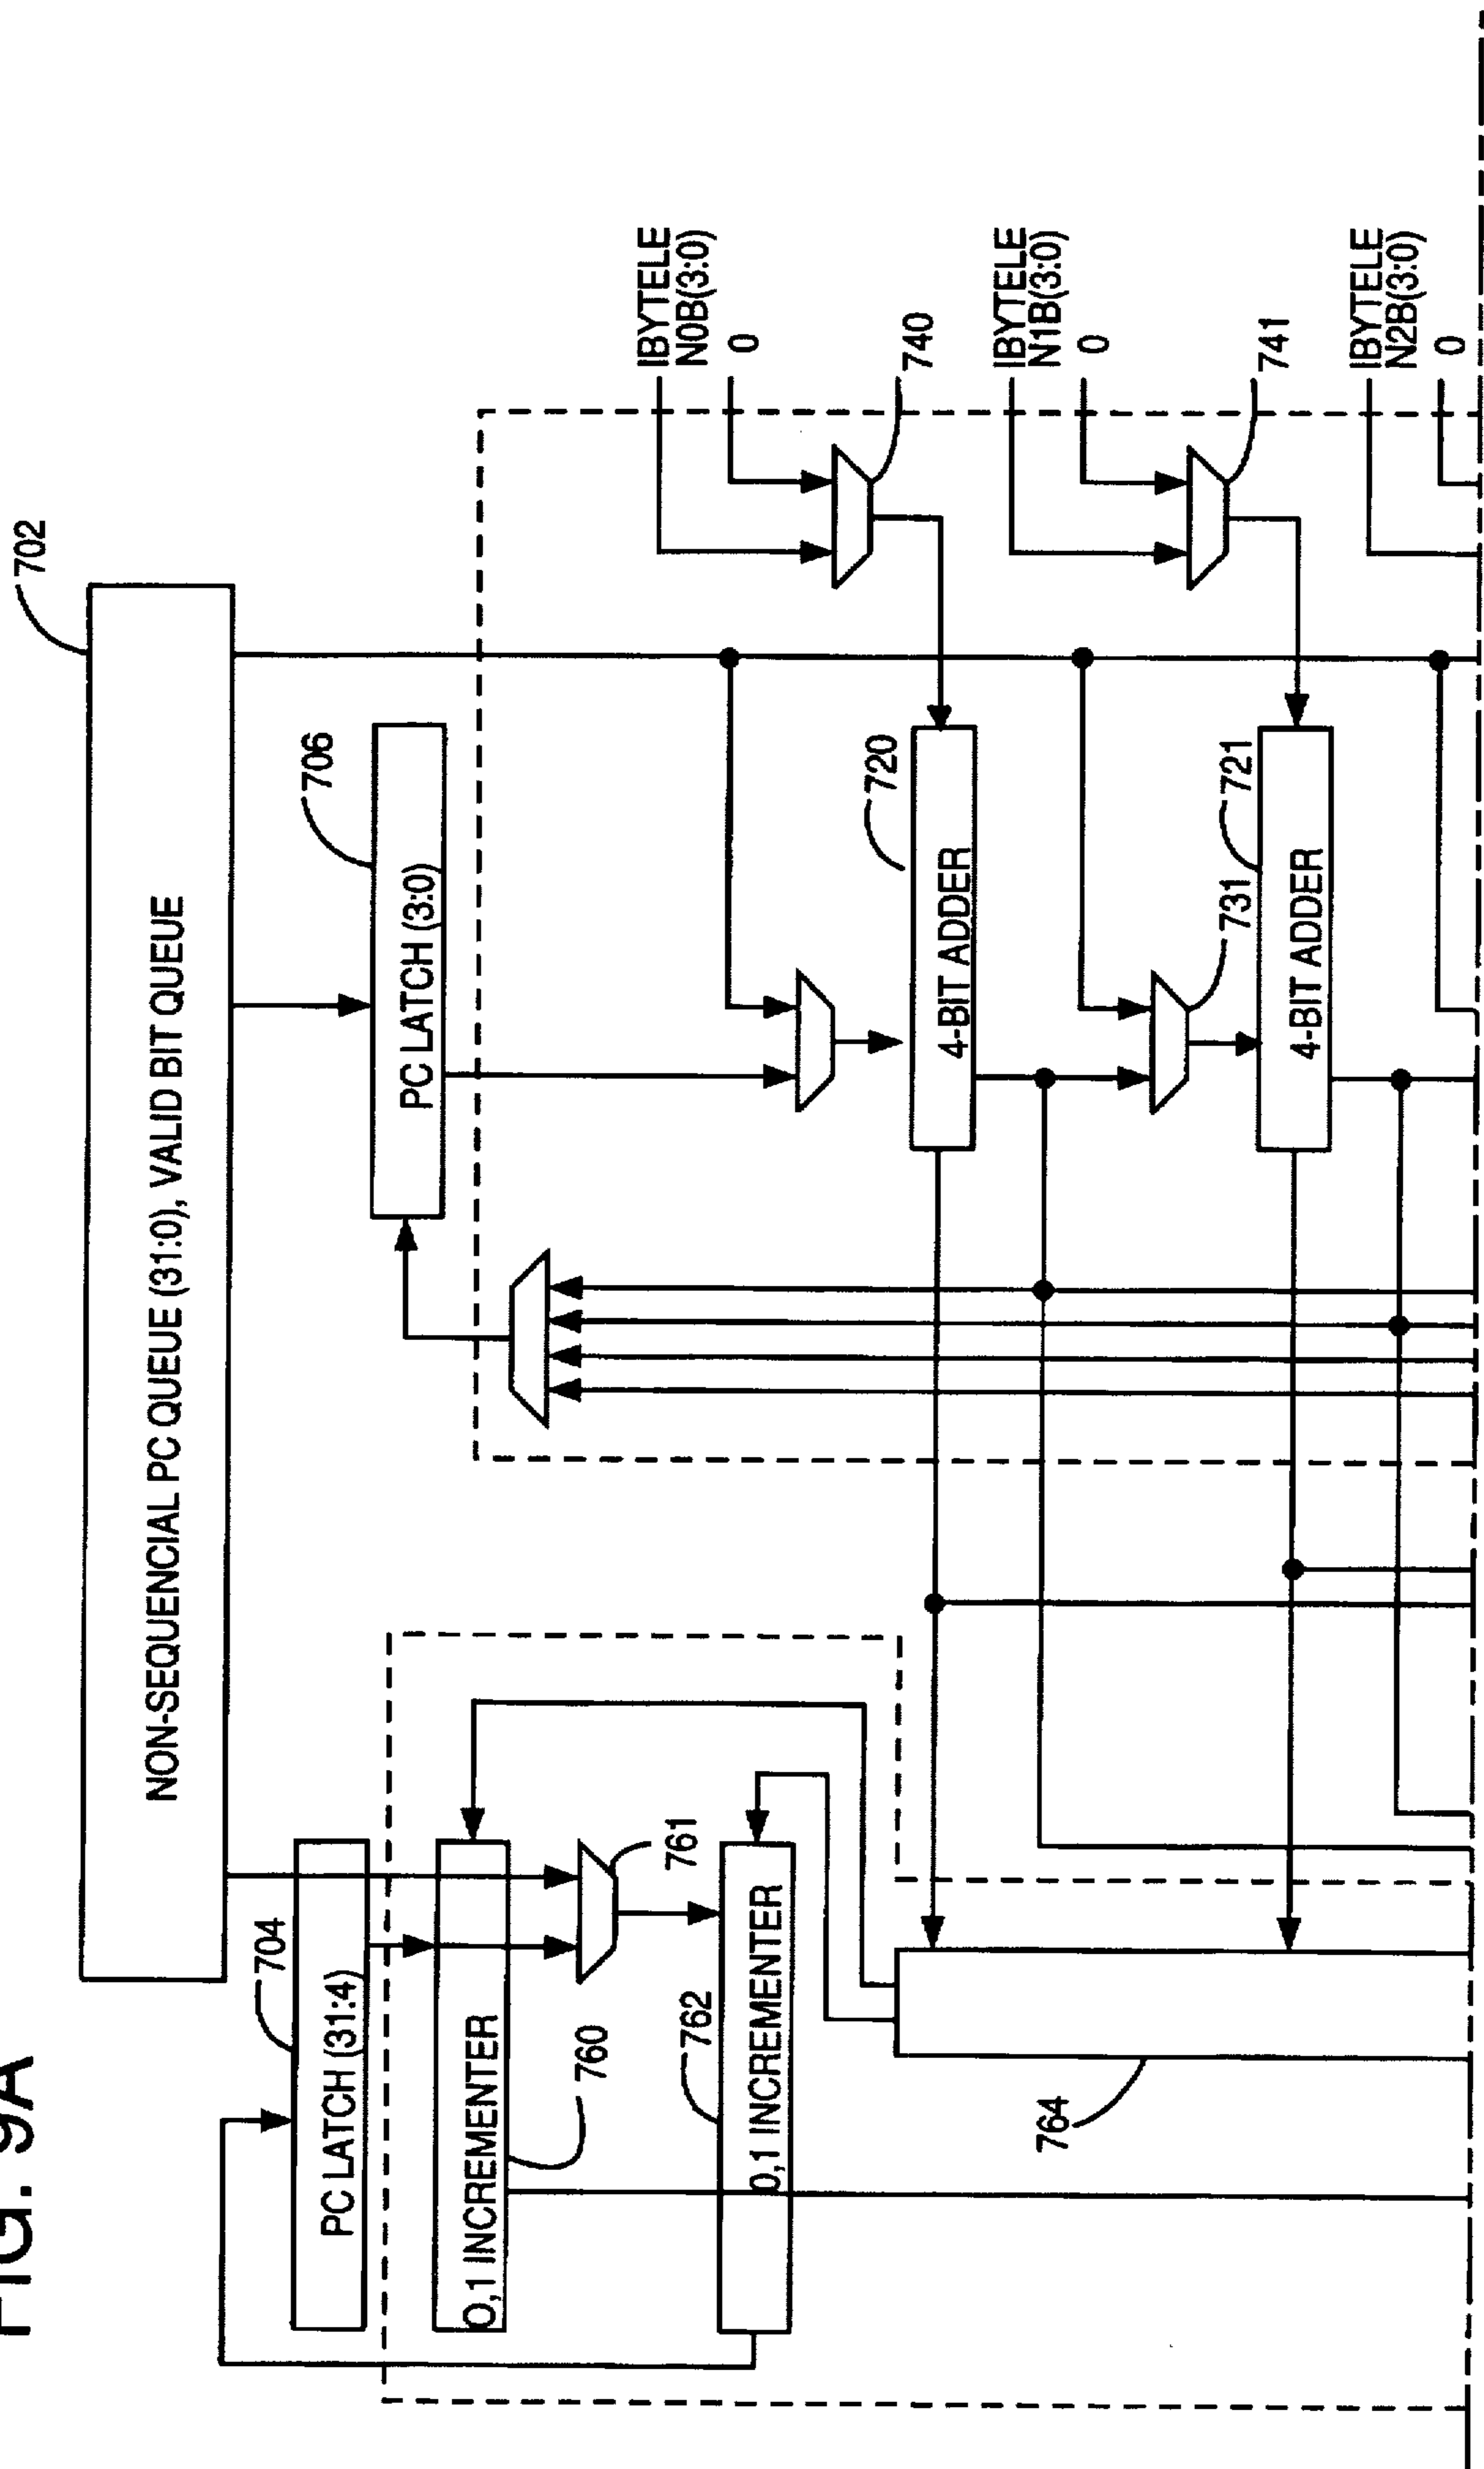 FIG. 9A
702
NON-SEQUENCIAL PC QUEUE (31:0), VALID BIT QUEUE
704
PC LATCH (31:4)
706
PC LATCH (3:0)
O,1 INCREMENTER
760
761
762
0,1 INCREMENTER
764
IBYTELE
N0B(3:0)
0
740
720
4-BIT ADDER
IBYTELE
N1B(3:0)
0
741
731
721
4-BIT ADDER
IBYTELE
N2B(3:0)
0